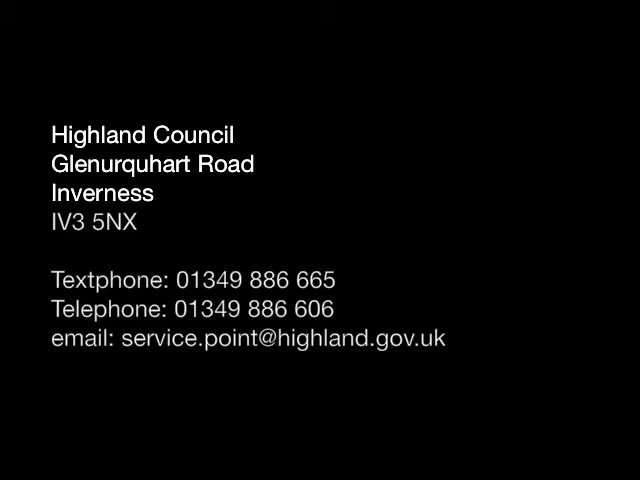 Highland Council
Glenurquhart Road
Inverness
IV3 5NX
Textphone: 01349 886 665
Telephone: 01349 886 606
email: service.point@highland.gov.uk